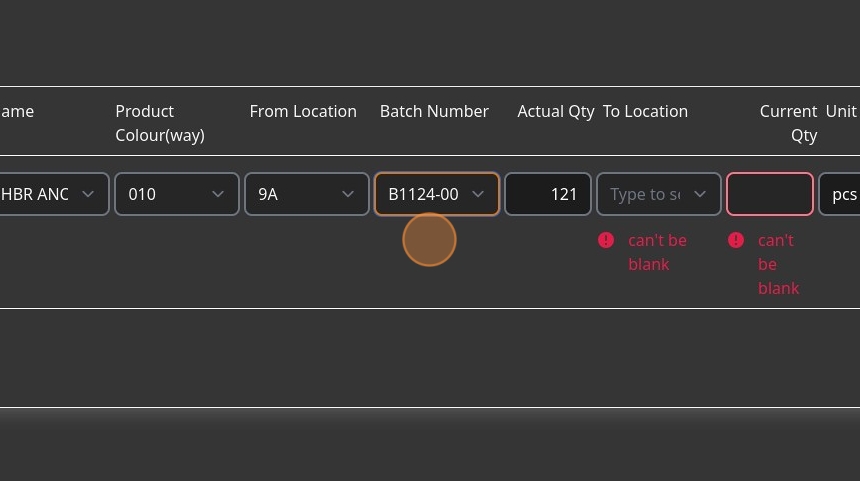 ame Product From Location Batch Number Actual Qty To Location Current Unit
Colour(way) Qty
HBR ANC 010 9A B1124-00 121 Type to se pcs
can't be can't
blank be
blank